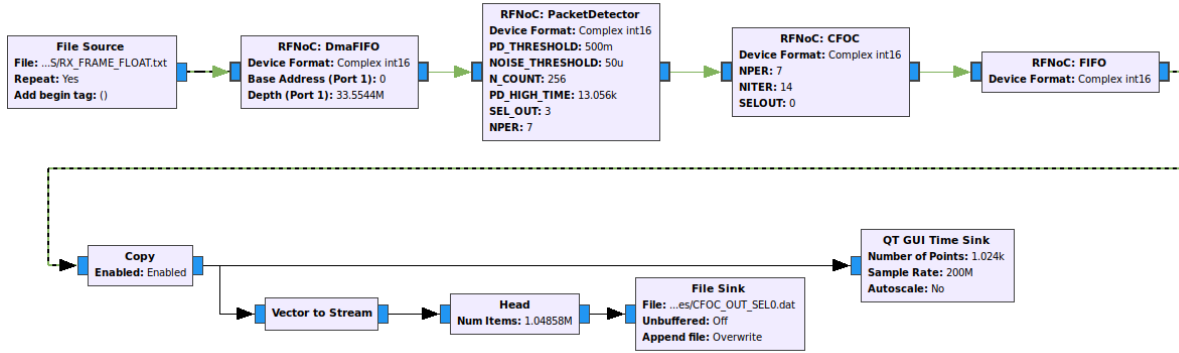 File Source
File: ...S/RX_FRAME_FLOAT.txt
Repeat: Yes
Add begin tag: ()
RFNoC: DmaFIFO
Device Format: Complex int16
Base Address (Port 1): 0
Depth (Port 1): 33.5544M
RFNoC: PacketDetector
Device Format: Complex int16
PD_THRESHOLD: 500m
NOISE_THRESHOLD: 50u
N_COUNT: 256
PD_HIGH_TIME: 13.056k
SEL_OUT: 3
NPER: 7
RFNoC: CFOC
Device Format: Complex int16
NPER: 7
NITER: 14
SELOUT: 0
RFNoC: FIFO
Device Format: Complex int16
Copy
Enabled: Enabled
QT GUI Time Sink
Number of Points: 1.024k
Sample Rate: 200M
Autoscale: No
Vector to Stream
Head
Num Items: 1.04858M
File Sink
File: ...es/CFOC_OUT_SEL0.dat
Unbuffered: Off
Append file: Overwrite